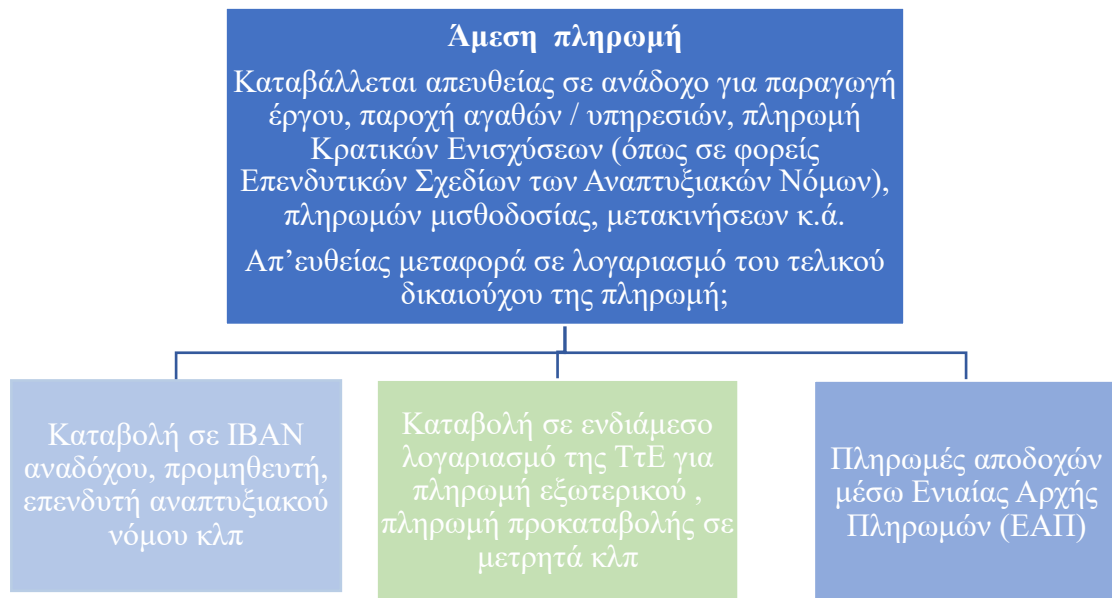 Άμεση πληρωμή
Καταβάλλεται απευθείας σε ανάδοχο για παραγωγή
έργου, παροχή αγαθών / υπηρεσιών, πληρωμή
Κρατικών Ενισχύσεων (όπως σε φορείς
Επενδυτικών Σχεδίων των Αναπτυξιακών Νόμων),
πληρωμών μισθοδοσίας, μετακινήσεων κ.ά.
Απ’ευθείας μεταφορά σε λογαριασμό του τελικού
δικαιούχου της πληρωμή;
Καταβολή σε IBAN
αναδόχου, προμηθευτή,
επενδυτή αναπτυξιακού
νόμου κλπ
Καταβολή σε ενδιάμεσο
λογαριασμό της ΤτΕ για
πληρωμή εξωτερικού ,
πληρωμή προκαταβολής σε
μετρητά κλπ
Πληρωμές αποδοχών
μέσω Ενιαίας Αρχής
Πληρωμών (ΕΑΠ)